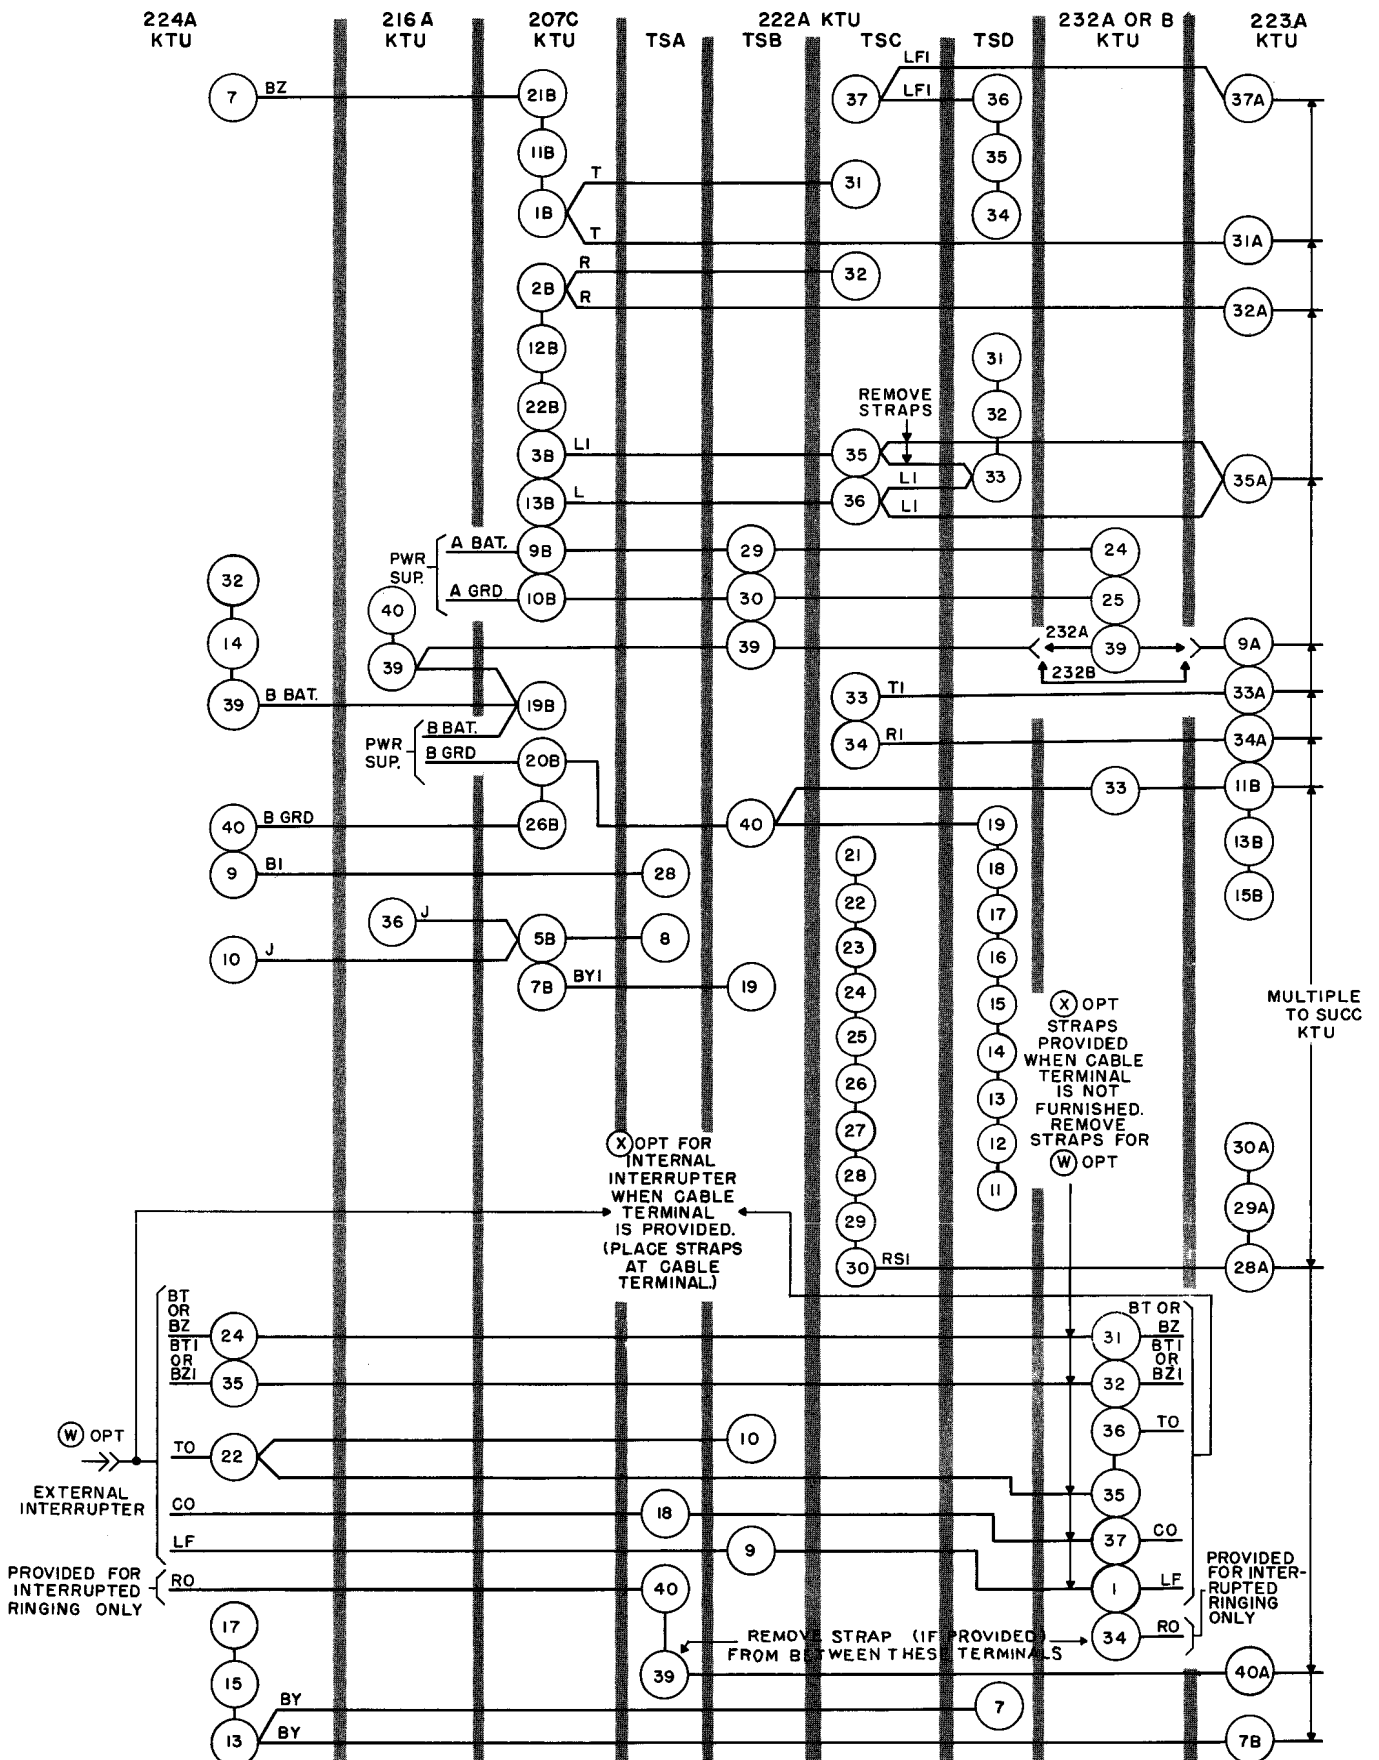 224A KTU
216A KTU
207C KTU
222A KTU
TSA
TSB
TSC
TSD
232A OR B KTU
223A KTU
7
BZ
21B
37
LF1
LF1
36
37A
11B
35
1B
T
31
34
T
31A
2B
R
32
R
32A
12B
31
22B
REMOVE
STRAPS
32
3B
L1
35
33
35A
13B
L
36
L1
L1
PWR
SUP.
A BAT.
9B
29
24
A GRD
10B
30
25
32
40
14
39
39
232A
39
9A
232B
39
B BAT.
19B
33
T1
33A
PWR
SUP.
B BAT.
B GRD
20B
34
R1
34A
33
11B
40
B GRD
26B
40
19
13B
9
B1
28
21
18
15B
36
J
22
17
10
J
5B
8
23
16
7B
BY1
19
24
15
25
14
26
13
27
12
28
11
29
30
RS1
X OPT
STRAPS
PROVIDED
WHEN CABLE
TERMINAL
IS NOT
FURNISHED.
REMOVE
STRAPS FOR
W OPT
MULTIPLE
TO SUCC
KTU
30A
29A
28A
X OPT FOR
INTERNAL
INTERRUPTER
WHEN CABLE
TERMINAL
IS PROVIDED.
(PLACE STRAPS
AT CABLE
TERMINAL.)
BT
OR
BZ
24
31
BT OR
BZ
BT1
OR
BZ1
35
32
BT1
OR
BZ1
W OPT
EXTERNAL
INTERRUPTER
TO
22
10
36
TO
35
CO
18
37
CO
LF
9
1
LF
PROVIDED FOR
INTERRUPTED
RINGING ONLY
RO
40
34
RO
PROVIDED
FOR INTER-
RUPTED
RINGING
ONLY
REMOVE STRAP (IF PROVIDED)
FROM BETWEEN THESE TERMINALS
17
39
40A
15
BY
7
13
BY
7B